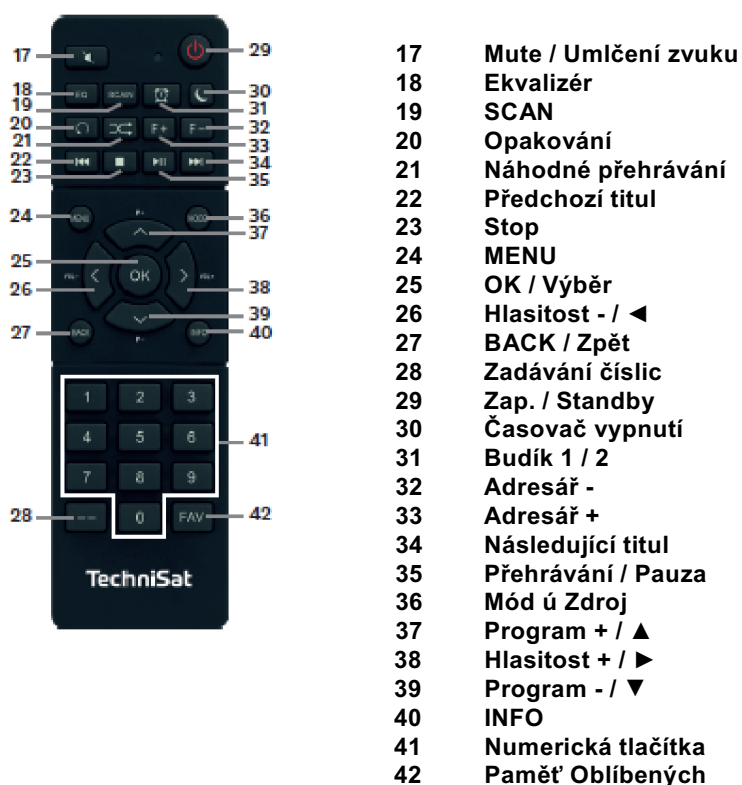 17 Mute / Umlčení zvuku
18 Ekvalizér
19 SCAN
20 Opakování
21 Náhodné přehrávání
22 Předchozí titul
23 Stop
24 MENU
25 OK / Výběr
26 Hlasitost - / ◄
27 BACK / Zpět
28 Zadávání číslic
29 Zap. / Standby
30 Časovač vypnutí
31 Budík 1 / 2
32 Adresář -
33 Adresář +
34 Následující titul
35 Přehrávání / Pauza
36 Mód ú Zdroj
37 Program + / ▲
38 Hlasitost + / ►
39 Program - / ▼
40 INFO
41 Numerická tlačítka
42 Paměť Oblíbených
17 29
18 EQ SCAN 30
19 31
20 F+ F- 32
21 33
22 34
23 35
24 MENU P+ MODE 36
37
25 OK
VOL- VOL+
26 38
39
27 BACK P- INFO 40
1 2 3
4 5 6 41
7 8 9
28 -- 0 FAV 42
TechniSat